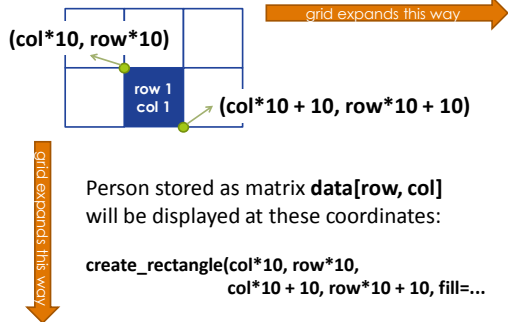 grid expands this way
(col*10, row*10)
row 1
col 1
(col*10 + 10, row*10 + 10)
grid expands this way
Person stored as matrix data[row, col]
will be displayed at these coordinates:
create_rectangle(col*10, row*10,
col*10 + 10, row*10 + 10, fill=...